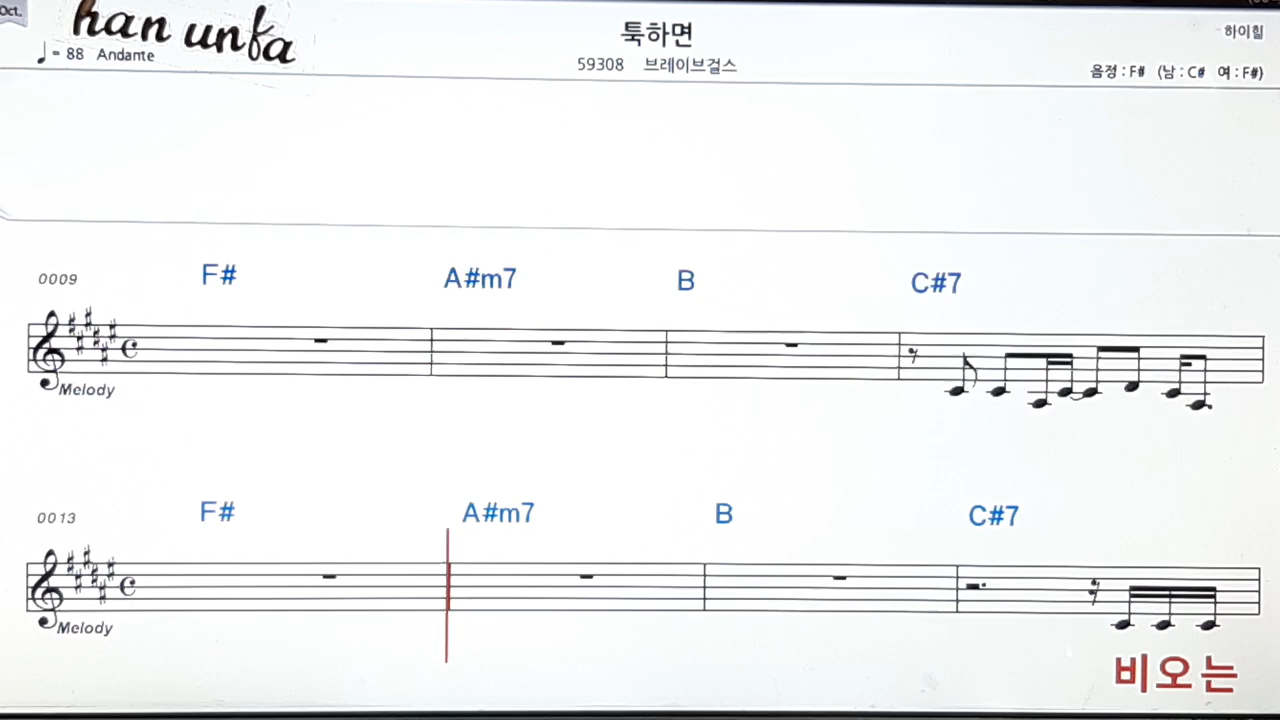 Oct.
han unfa
♩= 88 Andante
툭하면
59308 브레이브걸스
하이힐
음정 : F# (남 : C# 여 : F#)
0009
F# A#m7 B C#7
Melody
0013
F# A#m7 B C#7
Melody
비오는